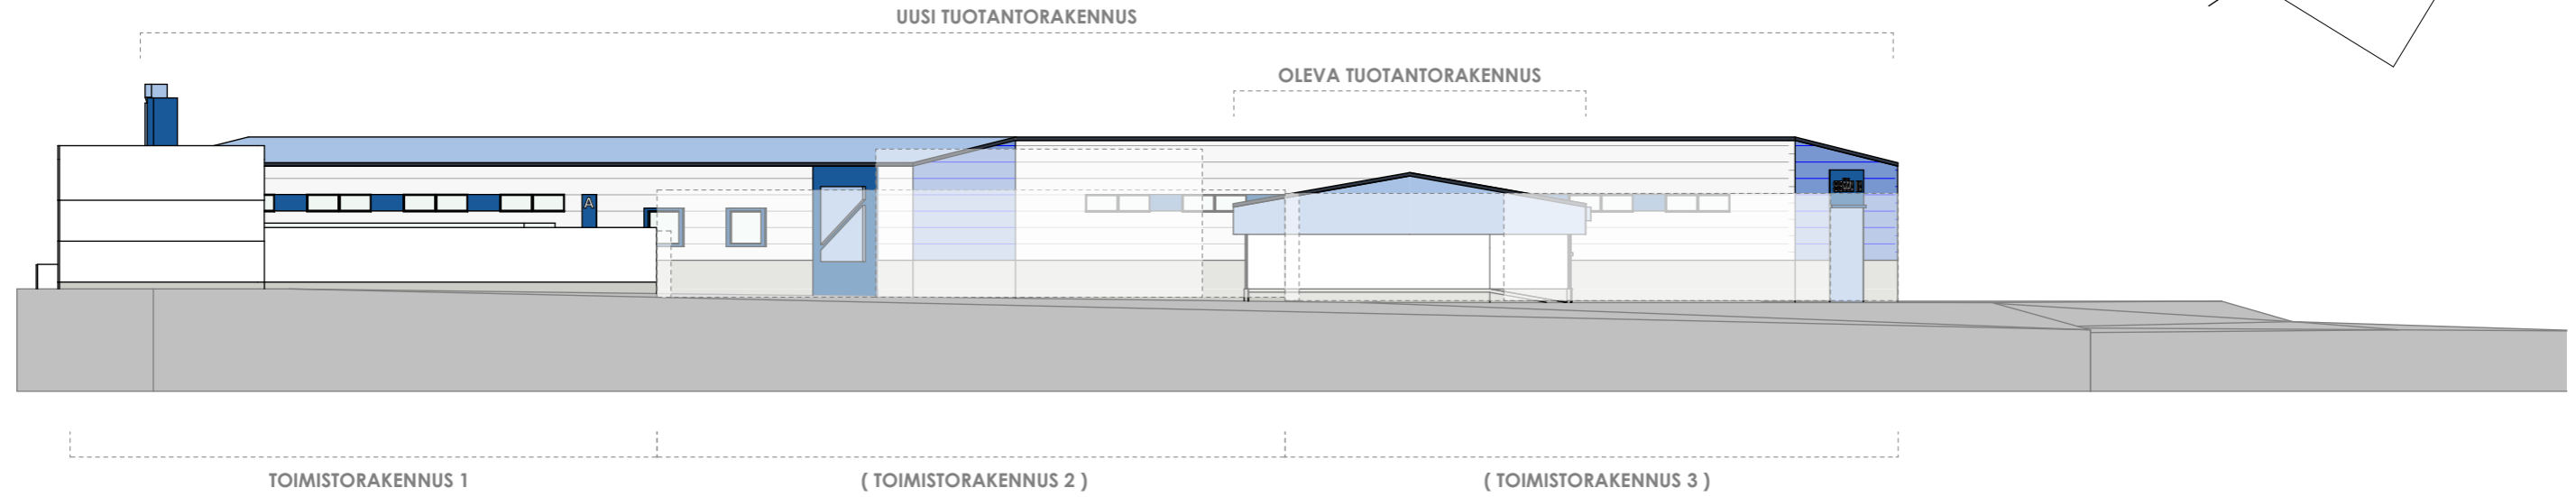 UUSI TUOTANTORAKENNUS
OLEVA TUOTANTORAKENNUS
A
TOIMISTORAKENNUS 1
( TOIMISTORAKENNUS 2 )
( TOIMISTORAKENNUS 3 )